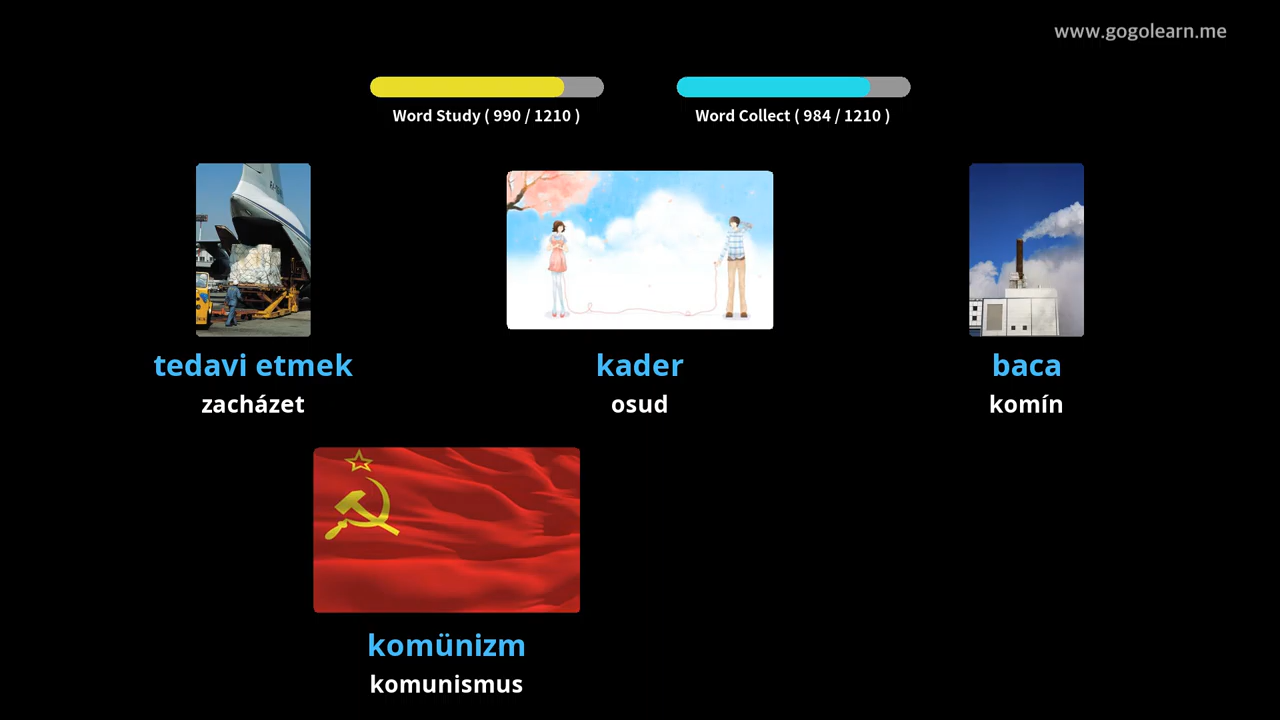 www.gogolearn.me
Word Study ( 990 / 1210 )
Word Collect ( 984 / 1210 )
tedavi etmek
zacházet
kader
osud
baca
komín
komünizm
komunismus